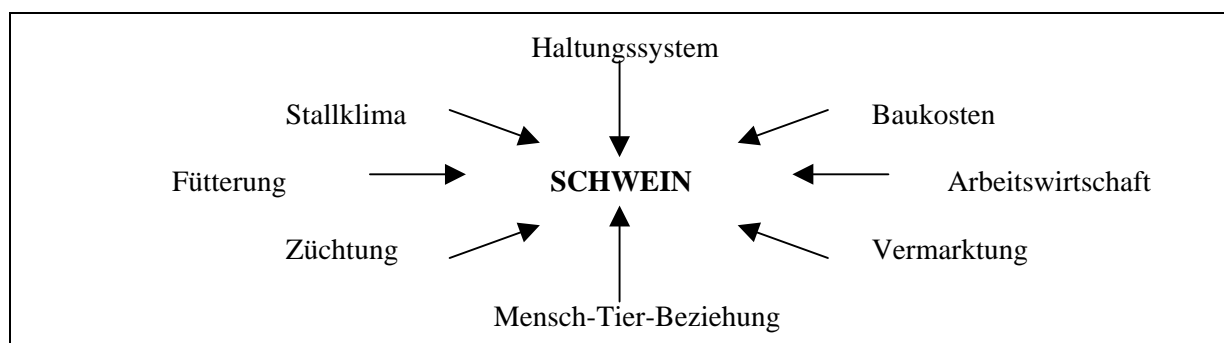 Haltungssystem
Stallklima Baukosten
Fütterung SCHWEIN Arbeitswirtschaft
Züchtung Vermarktung
Mensch-Tier-Beziehung